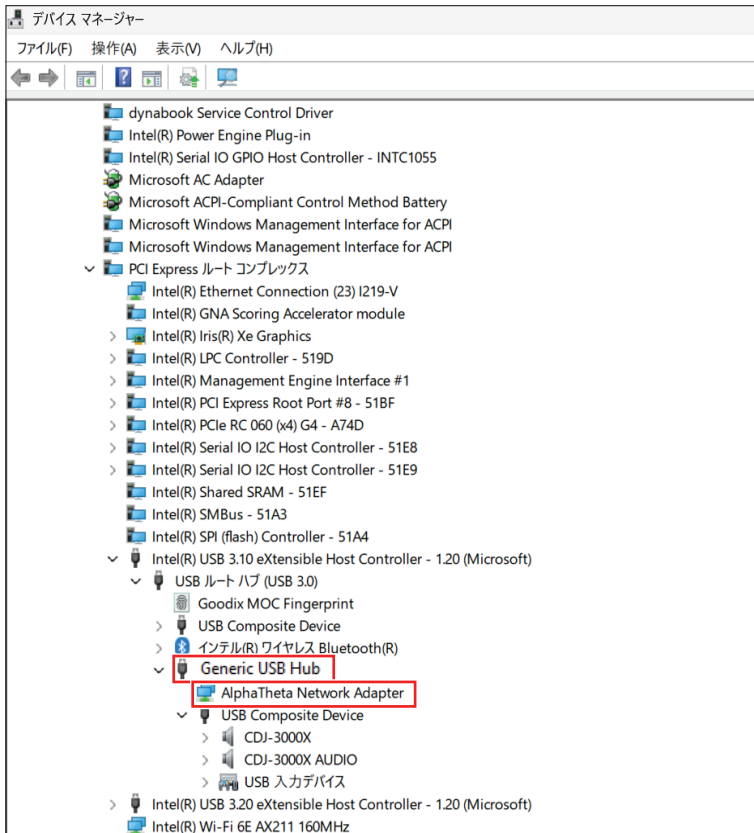 デバイス マネージャー
ファイル(F) 操作(A) 表示(V) ヘルプ(H)
dynabook Service Control Driver
Intel(R) Power Engine Plug-in
Intel(R) Serial IO GPIO Host Controller - INTC1055
Microsoft AC Adapter
Microsoft ACPI-Compliant Control Method Battery
Microsoft Windows Management Interface for ACPI
Microsoft Windows Management Interface for ACPI
PCI Express ルート コンプレックス
Intel(R) Ethernet Connection (23) I219-V
Intel(R) GNA Scoring Accelerator module
Intel(R) Iris(R) Xe Graphics
Intel(R) LPC Controller - 519D
Intel(R) Management Engine Interface #1
Intel(R) PCI Express Root Port #8 - 51BF
Intel(R) PCIe RC 060 (x4) G4 - A74D
Intel(R) Serial IO I2C Host Controller - 51E8
Intel(R) Serial IO I2C Host Controller - 51E9
Intel(R) Shared SRAM - 51EF
Intel(R) SMBus - 51A3
Intel(R) SPI (flash) Controller - 51A4
Intel(R) USB 3.10 eXtensible Host Controller - 1.20 (Microsoft)
USB ルート ハブ (USB 3.0)
Goodix MOC Fingerprint
USB Composite Device
インテル(R) ワイヤレス Bluetooth(R)
Generic USB Hub
AlphaTheta Network Adapter
USB Composite Device
CDJ-3000X
CDJ-3000X AUDIO
USB 入力デバイス
Intel(R) USB 3.20 eXtensible Host Controller - 1.20 (Microsoft)
Intel(R) Wi-Fi 6E AX211 160MHz